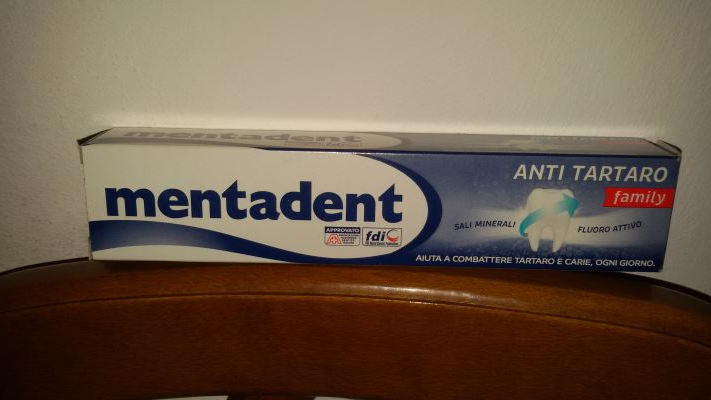 mentadent
mentadent
APPROVATO
fdi
ANTI TARTARO
family
SALI MINERALI
FLUORO ATTIVO
AIUTA A COMBATTERE TARTARO E CARIE, OGNI GIORNO.